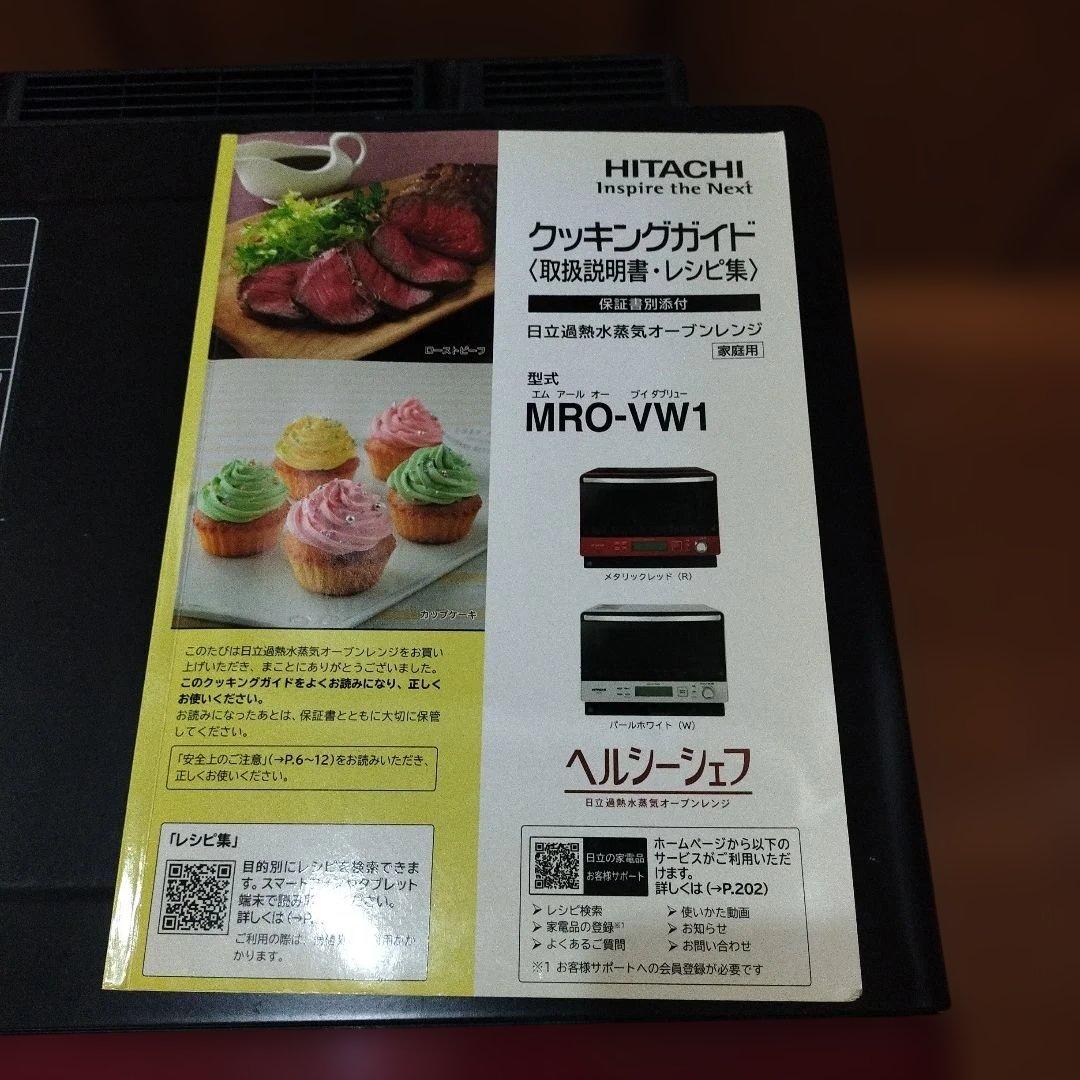 HITACHI
Inspire the Next
クッキングガイド
〈取扱説明書・レシピ集〉
保証書別添付
日立過熱水蒸気オーブンレンジ
家庭用
型式
エム アール オー ブイ ダブリュー
MRO-VW1
メタリックレッド（R）
HITACHI
パールホワイト（W）
ヘルシーシェフ
日立過熱水蒸気オーブンレンジ
ローストビーフ
カップケーキ
このたびは日立過熱水蒸気オーブンレンジをお買い
上げいただき、まことにありがとうございました。
このクッキングガイドをよくお読みになり、正しく
お使いください。
お読みになったあとは、保証書とともに大切に保管
してください。
「安全上のご注意」（→P.6～12）をお読みいただき、
正しくお使いください。
「レシピ集」
目的別にレシピを検索できま
す。スマート タブレット
端末で読み ください。
詳しくは（→P.
ご利用の際は、
かります。
日立の家電品
お客様サポート
ホームページから以下の
サービスがご利用いただ
けます。
詳しくは（→P.202）
➢ レシピ検索
➢ 家電品の登録※1
➢ よくあるご質問
➢ 使いかた動画
➢ お知らせ
➢ お問い合わせ
※1 お客様サポートへの会員登録が必要です